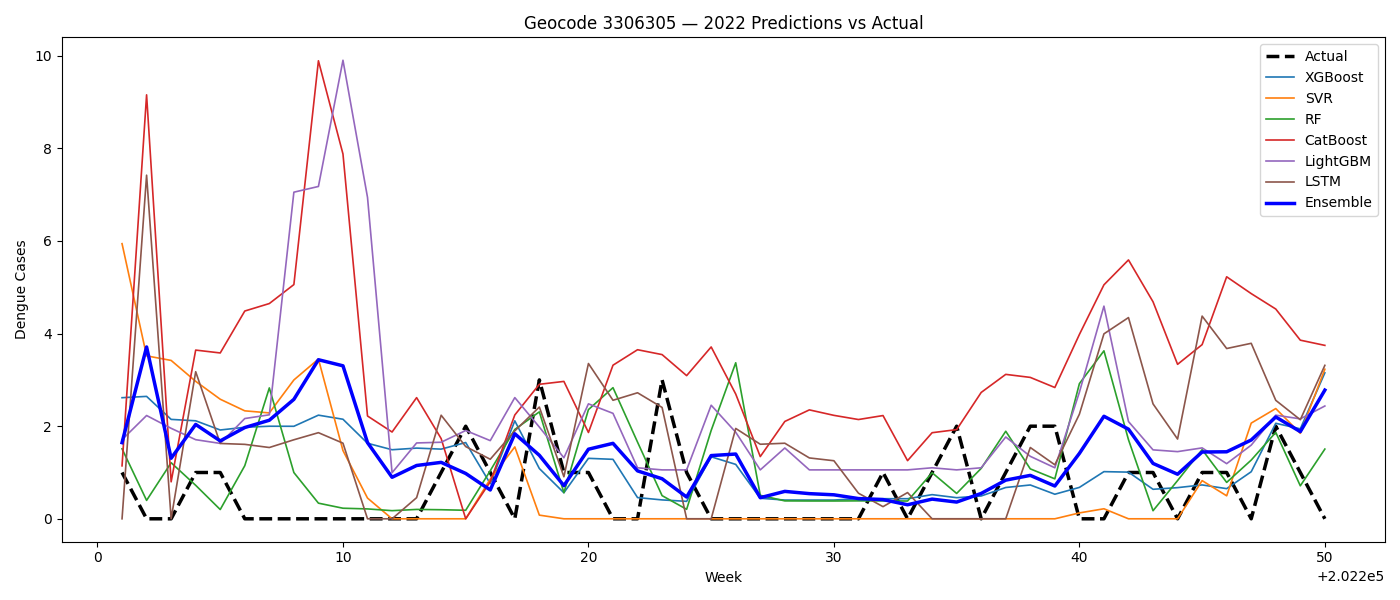 Geocode 3306305 — 2022 Predictions vs Actual
10
8
6
4
2
0
Dengue Cases
Actual
XGBoost
SVR
RF
CatBoost
LightGBM
LSTM
Ensemble
0 10 20 30 40 50
Week
+2.022e5